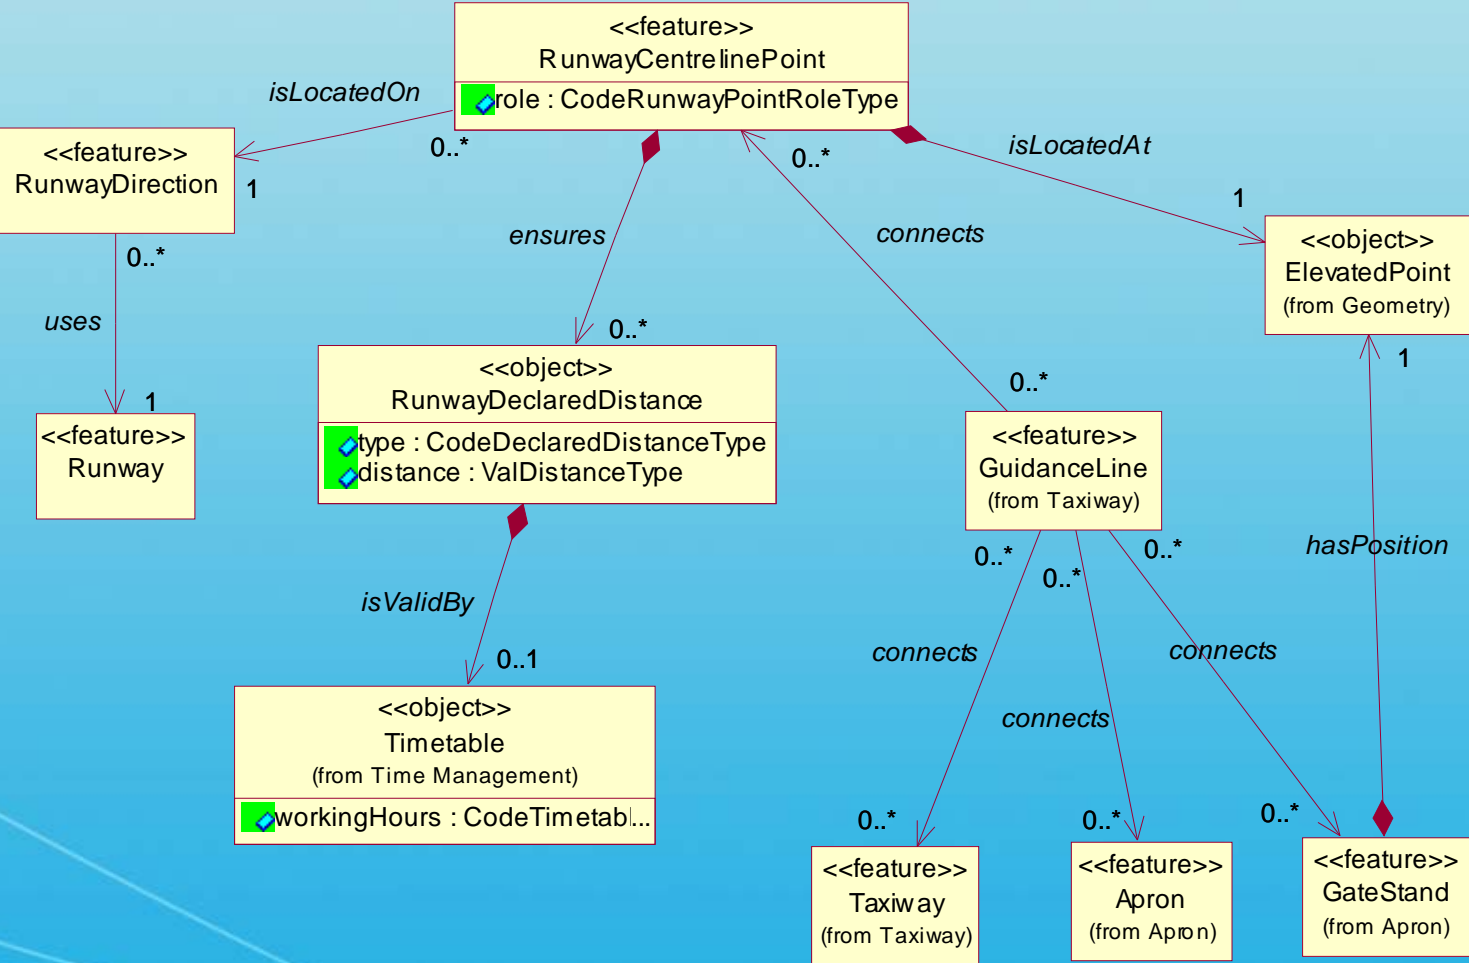 <<feature>>
RunwayCentrelinePoint
role : CodeRunwayPointRoleType
isLocatedOn
0..*
1
<<feature>>
RunwayDirection
0..*
uses
1
<<feature>>
Runway
ensures
0..*
<<object>>
RunwayDeclaredDistance
type : CodeDeclaredDistanceType
distance : ValDistanceType
isValidBy
0..1
<<object>>
Timetable
(from Time Management)
workingHours : CodeTimetabl...
0..*
connects
0..*
isLocatedAt
1
<<object>>
ElevatedPoint
(from Geometry)
1
hasPosition
<<feature>>
GuidanceLine
(from Taxiway)
0..*
0..*
0..*
connects
connects
connects
0..*
0..*
0..*
<<feature>>
Taxiway
(from Taxiway)
<<feature>>
Apron
(from Apron)
<<feature>>
GateStand
(from Apron)